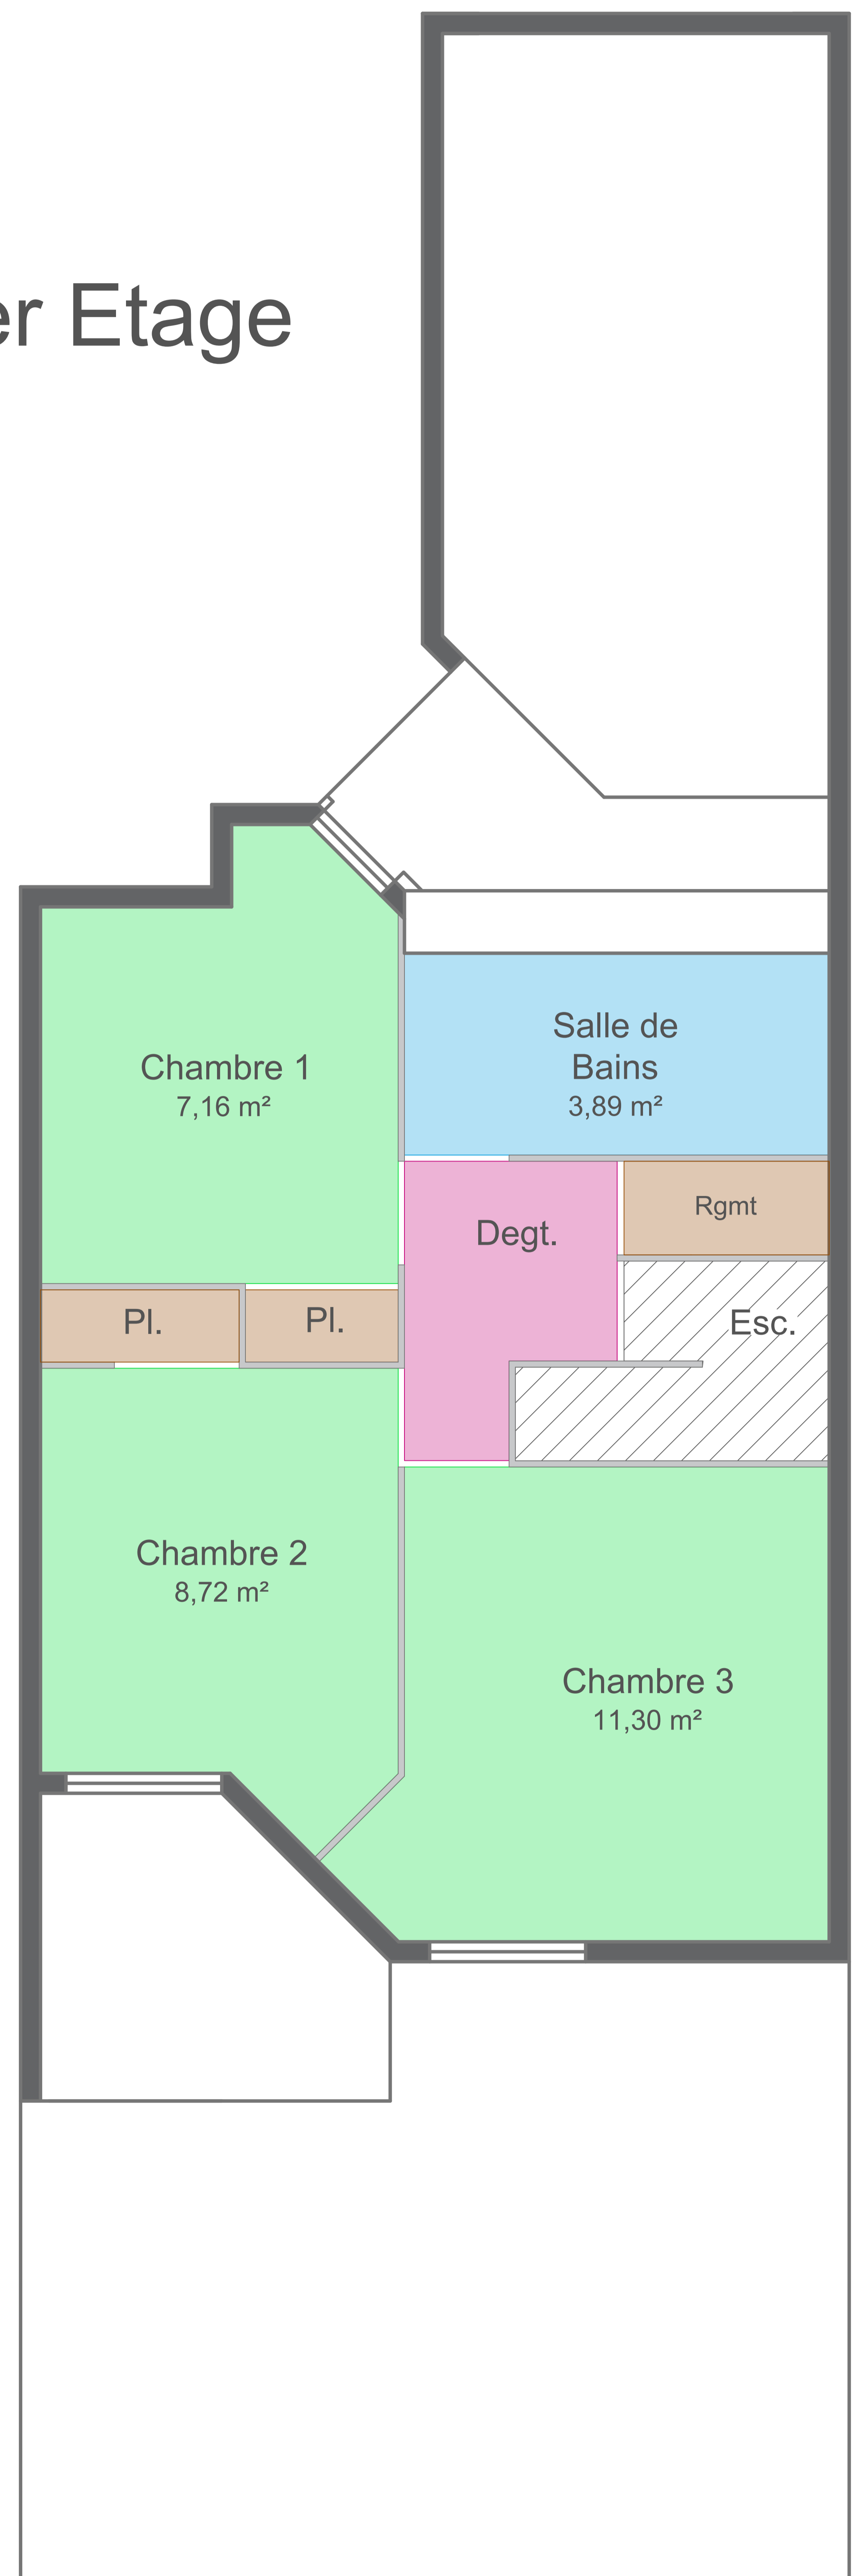 er Etage
Chambre 1
7,16 m²
Salle de
Bains
3,89 m²
Degt.
Rgmt
Pl.
Pl.
Esc.
Chambre 2
8,72 m²
Chambre 3
11,30 m²